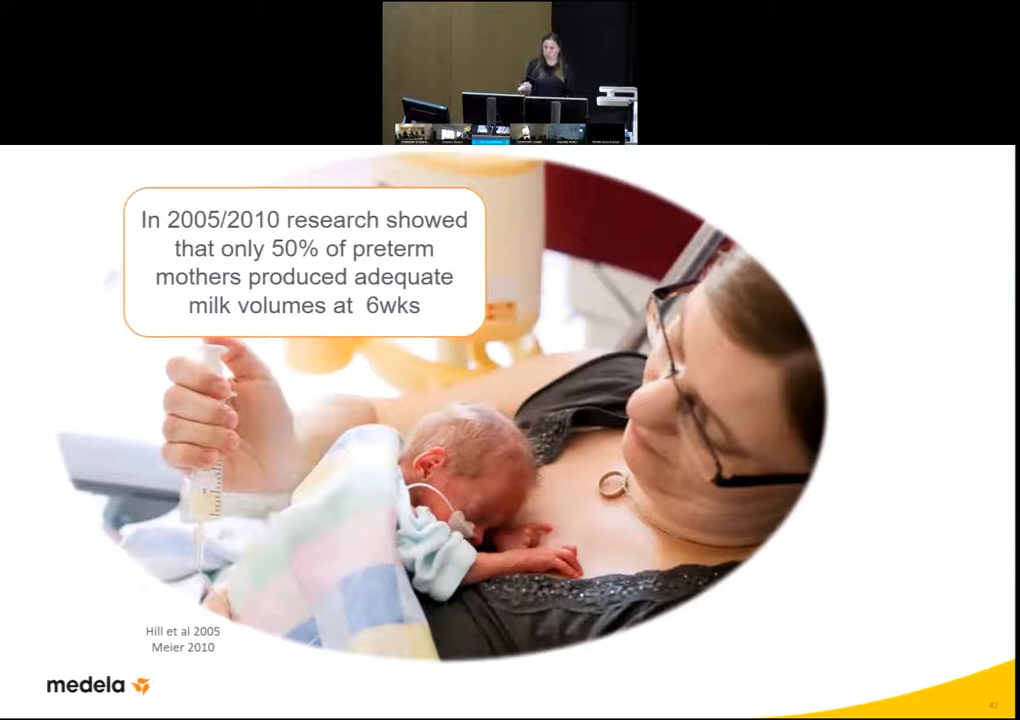 In 2005/2010 research showed
that only 50% of preterm
mothers produced adequate
milk volumes at 6wks
Hill et al 2005
Meier 2010
medela
42